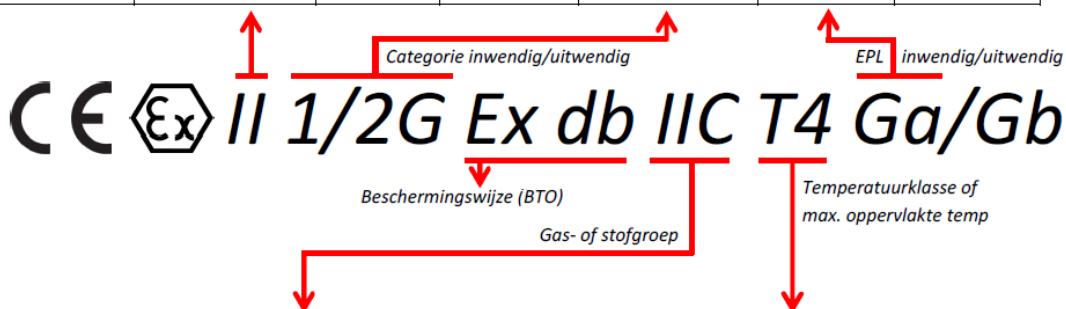 Categorie inwendig/uitwendig
EPL inwendig/uitwendig
CE Ex II 1/2G Ex db IIC T4 Ga/Gb
Beschermingswijze (BTO)
Temperatuurklasse of
max. oppervlakte temp
Gas- of stofgroep